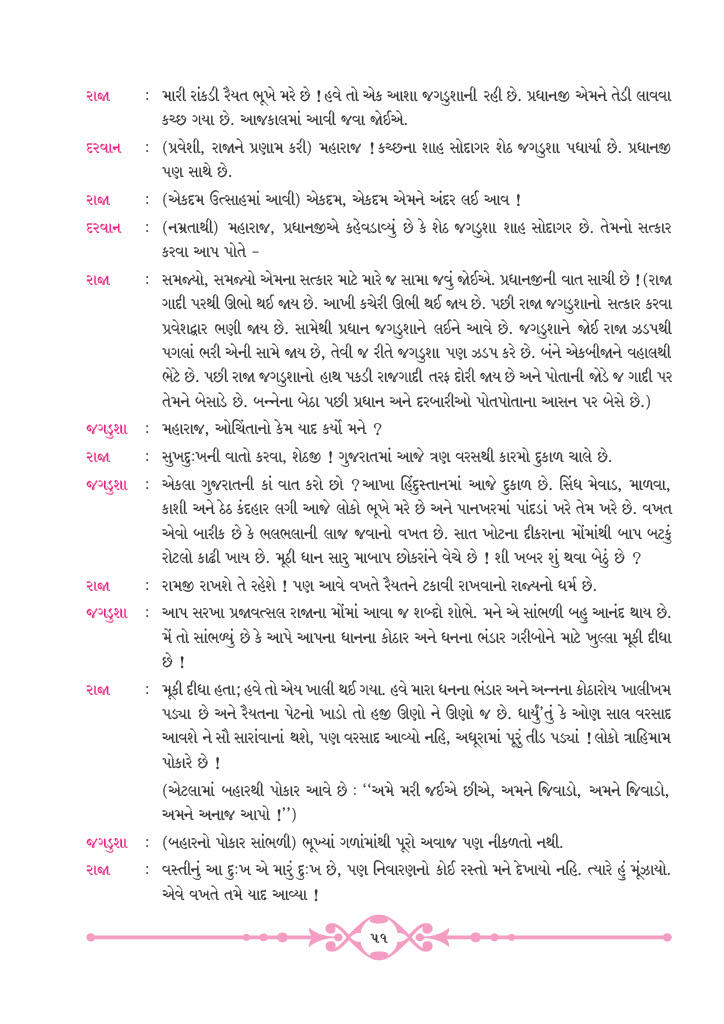 રાજા : મારી રાંકડી રૈયત ભૂખે મરે છે ! હવે તો એક આશા જગડુશાની રહી છે. પ્રધાનજી એમને તેડી લાવવા
કચ્છ ગયા છે. આજકાલમાં આવી જવા જોઈએ.
દરવાન : (પ્રવેશી, રાજાને પ્રણામ કરી) મહારાજ ! કચ્છના શાહ સોદાગર શેઠ જગડુશા પધાર્યા છે. પ્રધાનજી
પણ સાથે છે.
રાજા : (એકદમ ઉત્સાહમાં આવી) એકદમ, એકદમ એમને અંદર લઈ આવ !
દરવાન : (નમ્રતાથી) મહારાજ, પ્રધાનજીએ કહેવડાવ્યું છે કે શેઠ જગડુશા શાહ સોદાગર છે. તેમનો સત્કાર
કરવા આપ પોતે –
રાજા : સમજ્યો, સમજ્યો એમના સત્કાર માટે મારે જ સામા જવું જોઈએ. પ્રધાનજીની વાત સાચી છે ! (રાજા
ગાદી પરથી ઊભો થઈ જાય છે. આખી કચેરી ઊભી થઈ જાય છે. પછી રાજા જગડુશાનો સત્કાર કરવા
પ્રવેશદ્વાર ભણી જાય છે. સામેથી પ્રધાન જગડુશાને લઈને આવે છે. જગડુશાને જોઈ રાજા ઝડપથી
પગલાં ભરી એની સામે જાય છે, તેવી જ રીતે જગડુશા પણ ઝડપ કરે છે. બંને એકબીજાને વહાલથી
ભેટે છે. પછી રાજા જગડુશાનો હાથ પકડી રાજગાદી તરફ દોરી જાય છે અને પોતાની જોડે જ ગાદી પર
તેમને બેસાડે છે. બન્નેના બેઠા પછી પ્રધાન અને દરબારીઓ પોતપોતાના આસન પર બેસે છે.)
જગડુશા : મહારાજ, ઓચિંતાનો કેમ યાદ કર્યો મને ?
રાજા : સુખદુઃખની વાતો કરવા, શેઠજી ! ગુજરાતમાં આજે ત્રણ વરસથી કારમો દુકાળ ચાલે છે.
જગડુશા : એકલા ગુજરાતની કાં વાત કરો છો ? આખા હિંદુસ્તાનમાં આજે દુકાળ છે. સિંધ મેવાડ, માળવા,
કાશી અને ઠેઠ કંદહાર લગી આજે લોકો ભૂખે મરે છે અને પાનખરમાં પાંદડાં ખરે તેમ ખરે છે. વખત
એવો બારીક છે કે ભલભલાની લાજ જવાનો વખત છે. સાત ખોટના દીકરાના મોંમાંથી બાપ બટકું
રોટલો કાઢી ખાય છે. મૂઠી ધાન સારુ માબાપ છોકરાંને વેચે છે ! શી ખબર શું થવા બેઠું છે ?
રાજા : રામજી રાખશે તે રહેશે ! પણ આવે વખતે રૈયતને ટકાવી રાખવાનો રાજ્યનો ધર્મ છે.
જગડુશા : આપ સરખા પ્રજાવત્સલ રાજાના મોંમાં આવા જ શબ્દો શોભે. મને એ સાંભળી બહુ આનંદ થાય છે.
મેં તો સાંભળ્યું છે કે આપે આપના ધાનના કોઠાર અને ધનના ભંડાર ગરીબોને માટે ખુલ્લા મૂકી દીધા
છે !
રાજા : મૂકી દીધા હતા; હવે તો એય ખાલી થઈ ગયા. હવે મારા ધનના ભંડાર અને અન્નના કોઠારોય ખાલીખમ
પડ્યા છે અને રૈયતના પેટનો ખાડો તો હજી ઊણો ને ઊણો જ છે. ધાર્યું'તું કે ઓણ સાલ વરસાદ
આવશે ને સૌ સારાંવાનાં થશે, પણ વરસાદ આવ્યો નહિ, અધૂરામાં પૂરું તીડ પડ્યાં ! લોકો ત્રાહિમામ
પોકારે છે !
(એટલામાં બહારથી પોકાર આવે છે : ‘‘અમે મરી જઈએ છીએ, અમને જિવાડો, અમને જિવાડો,
અમને અનાજ આપો !’’)
જગડુશા : (બહારનો પોકાર સાંભળી) ભૂખ્યાં ગળાંમાંથી પૂરો અવાજ પણ નીકળતો નથી.
રાજા : વસ્તીનું આ દુઃખ એ મારું દુઃખ છે, પણ નિવારણનો કોઈ રસ્તો મને દેખાયો નહિ. ત્યારે હું મૂંઝાયો.
એવે વખતે તમે યાદ આવ્યા !
૫૧